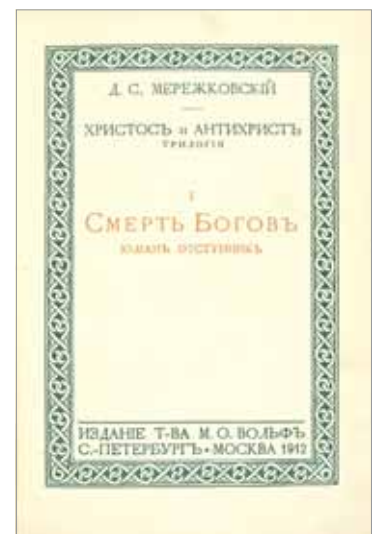 Д. С. МЕРЕЖКОВСКІЙ
ХРИСТОСЪ и АНТИХРИСТЪ
ТРИЛОГІЯ
I
СМЕРТЬ БОГОВЪ
ЮЛІАНЪ ОТСТУПНИКЪ
ИЗДАНІЕ Т-ВА М. О. ВОЛЬФЪ
С.-ПЕТЕРБУРГЪ • МОСКВА 1912